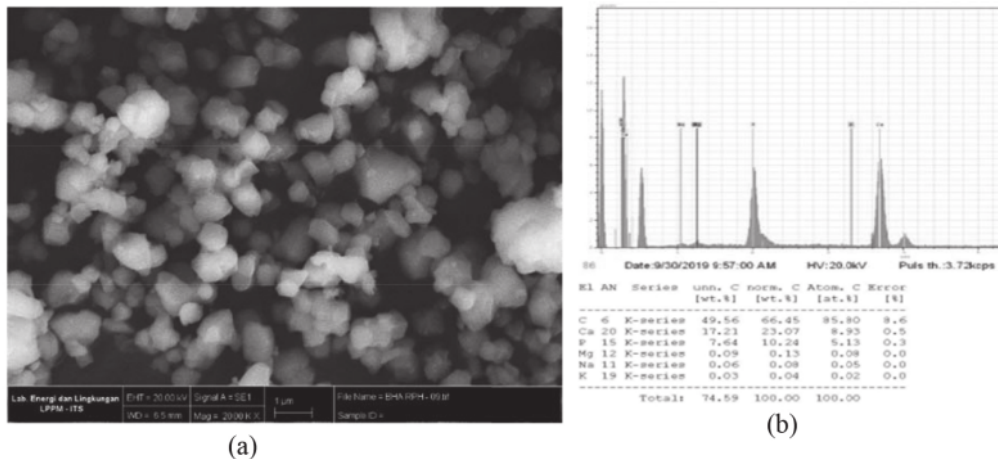 Lab. Energi dan Lingkungan
LPPM - ITS
EHT = 20.00 kV
Signal A = SE1
WD = 6.5 mm
Mag = 20.00 K X
1 µm
File Name = BHA RPH - 09.tif
Sample ID =
(a)
Date:9/30/2019 9:57:00 AM HV:20.0kV Puls th.:3.72kcps
El AN Series unn. C norm. C Atom. C Error
[wt.%] [wt.%] [at.%] [%]
C 6 K-series 49.56 66.45 85.80 8.6
Ca 20 K-series 17.21 23.07 8.93 0.5
P 15 K-series 7.64 10.24 5.13 0.3
Mg 12 K-series 0.09 0.13 0.08 0.0
Na 11 K-series 0.06 0.08 0.05 0.0
K 19 K-series 0.03 0.04 0.02 0.0
Total: 74.59 100.00 100.00
(b)